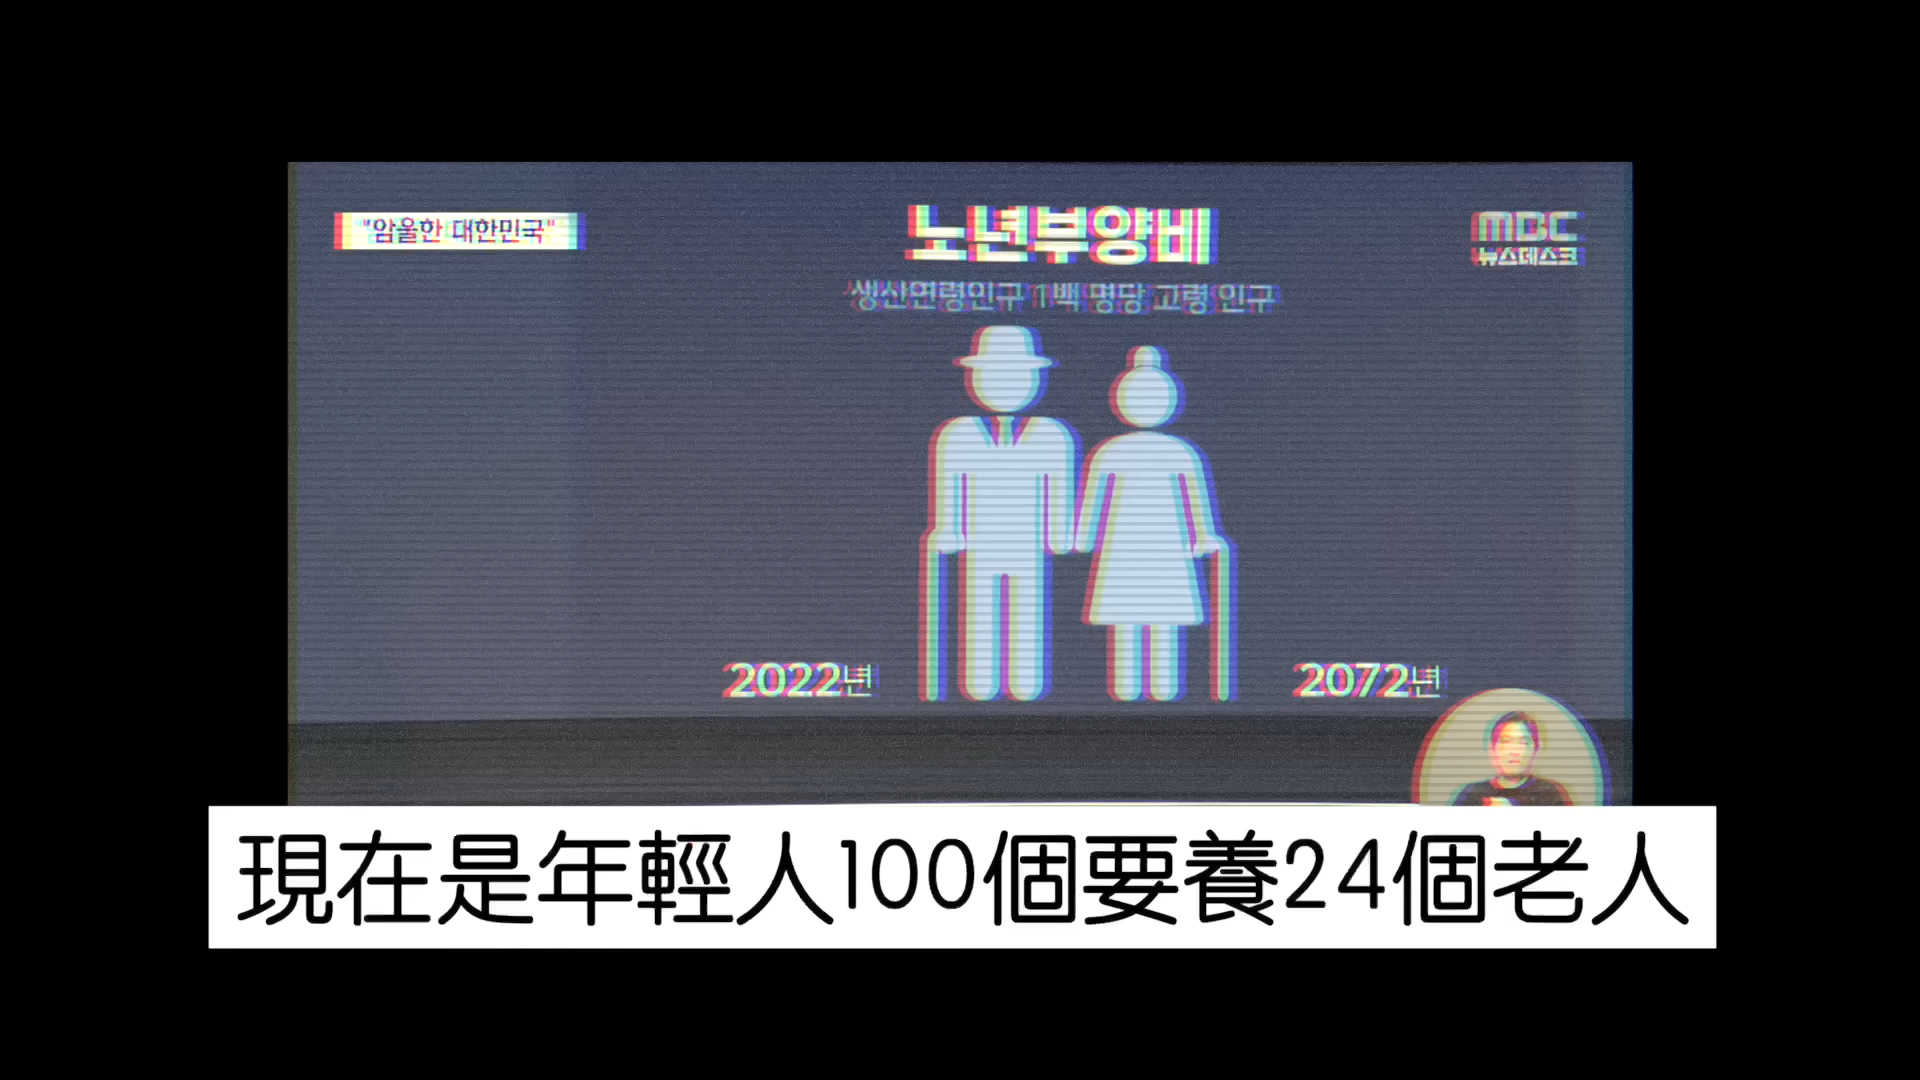 "암울한 대한민국"
노년부양비
MBC
뉴스데스크
생산연령인구 1백 명당 고령 인구
2022년
2072년
現在是年輕人100個要養24個老人